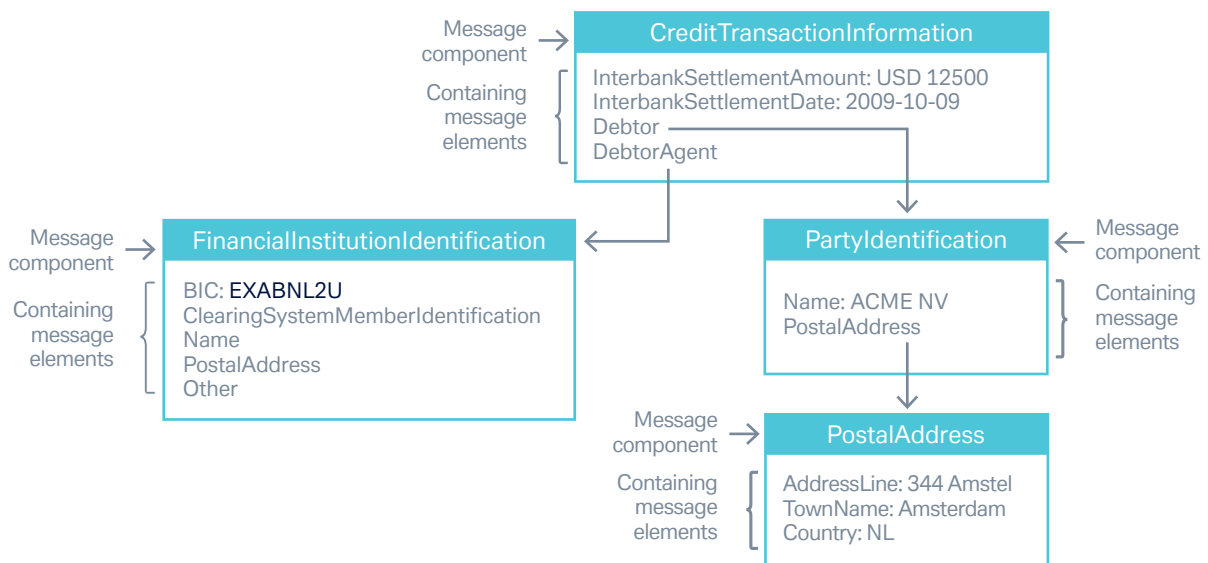 Message
component
CreditTransactionInformation
Containing
message
elements
InterbankSettlementAmount: USD 12500
InterbankSettlementDate: 2009-10-09
Debtor
DebtorAgent
Message
component
FinancialInstitutionIdentification
Containing
message
elements
BIC: EXABNL2U
ClearingSystemMemberIdentification
Name
PostalAddress
Other
PartyIdentification
Message
component
Name: ACME NV
PostalAddress
Containing
message
elements
Message
component
PostalAddress
Containing
message
elements
AddressLine: 344 Amstel
TownName: Amsterdam
Country: NL